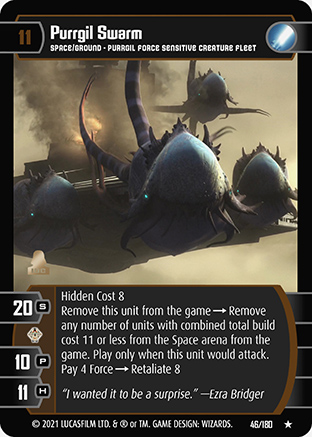 11
Purrgil Swarm
SPACE/GROUND - PURRGIL FORCE SENSITIVE CREATURE FLEET
20 S
10 P
11 H
Hidden Cost 8
Remove this unit from the game → Remove
any number of units with combined total build
cost 11 or less from the Space arena from the
game. Play only when this unit would attack.
Pay 4 Force → Retaliate 8
“I wanted it to be a surprise.” —Ezra Bridger
© 2021 LUCASFILM LTD. & ® or TM. GAME DESIGN: WIZARDS.
46/180 ★